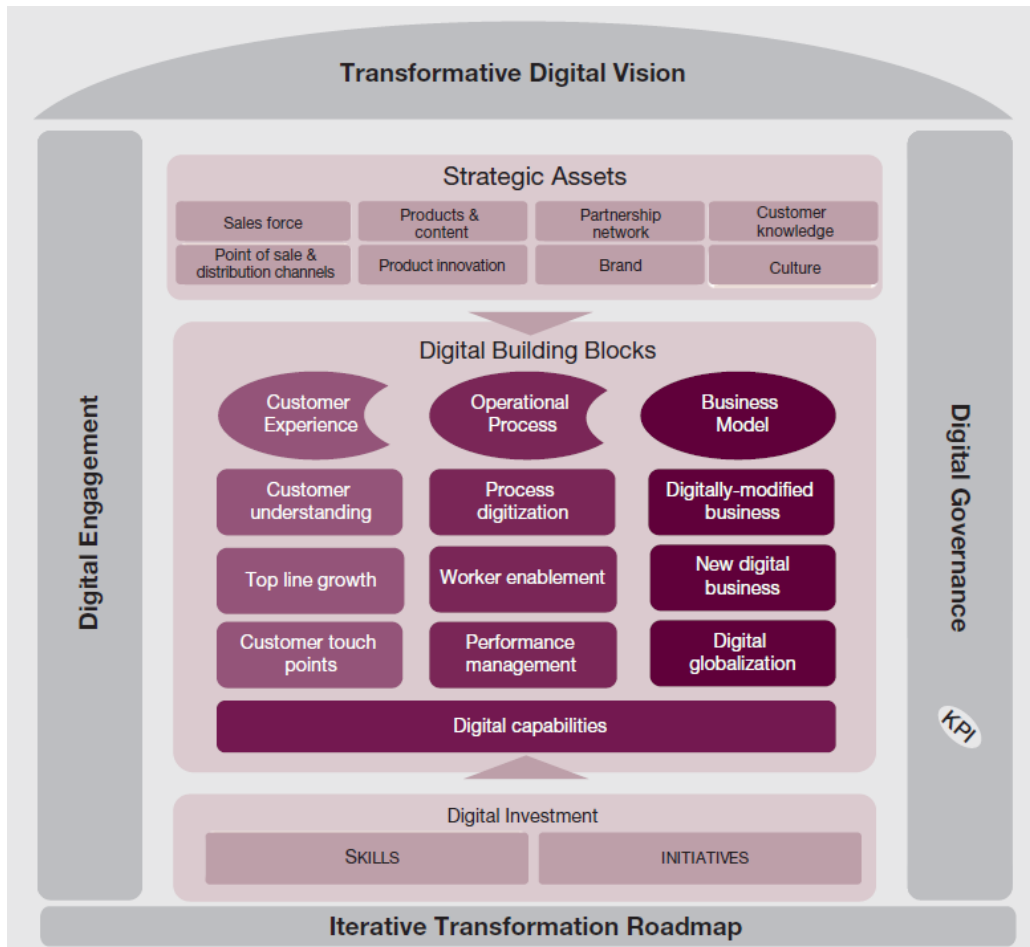 Transformative Digital Vision
Digital Engagement
Strategic Assets
Sales force
Products &
content
Partnership
network
Customer
knowledge
Point of sale &
distribution channels
Product innovation
Brand
Culture
Digital Building Blocks
Customer
Experience
Operational
Process
Business
Model
Customer
understanding
Process
digitization
Digitally-modified
business
Top line growth
Worker enablement
New digital
business
Customer touch
points
Performance
management
Digital
globalization
Digital capabilities
Digital Investment
SKILLS
INITIATIVES
Digital Governance
KPI
Iterative Transformation Roadmap